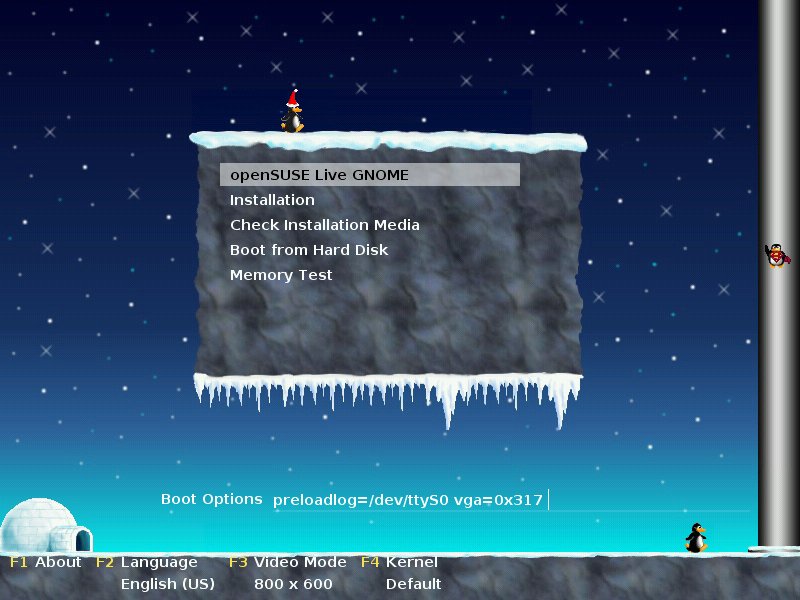 openSUSE Live GNOME
Installation
Check Installation Media
Boot from Hard Disk
Memory Test
Boot Options preloadlog=/dev/ttyS0 vga=0x317
F1 About F2 Language F3 Video Mode F4 Kernel
English (US) 800 x 600 Default